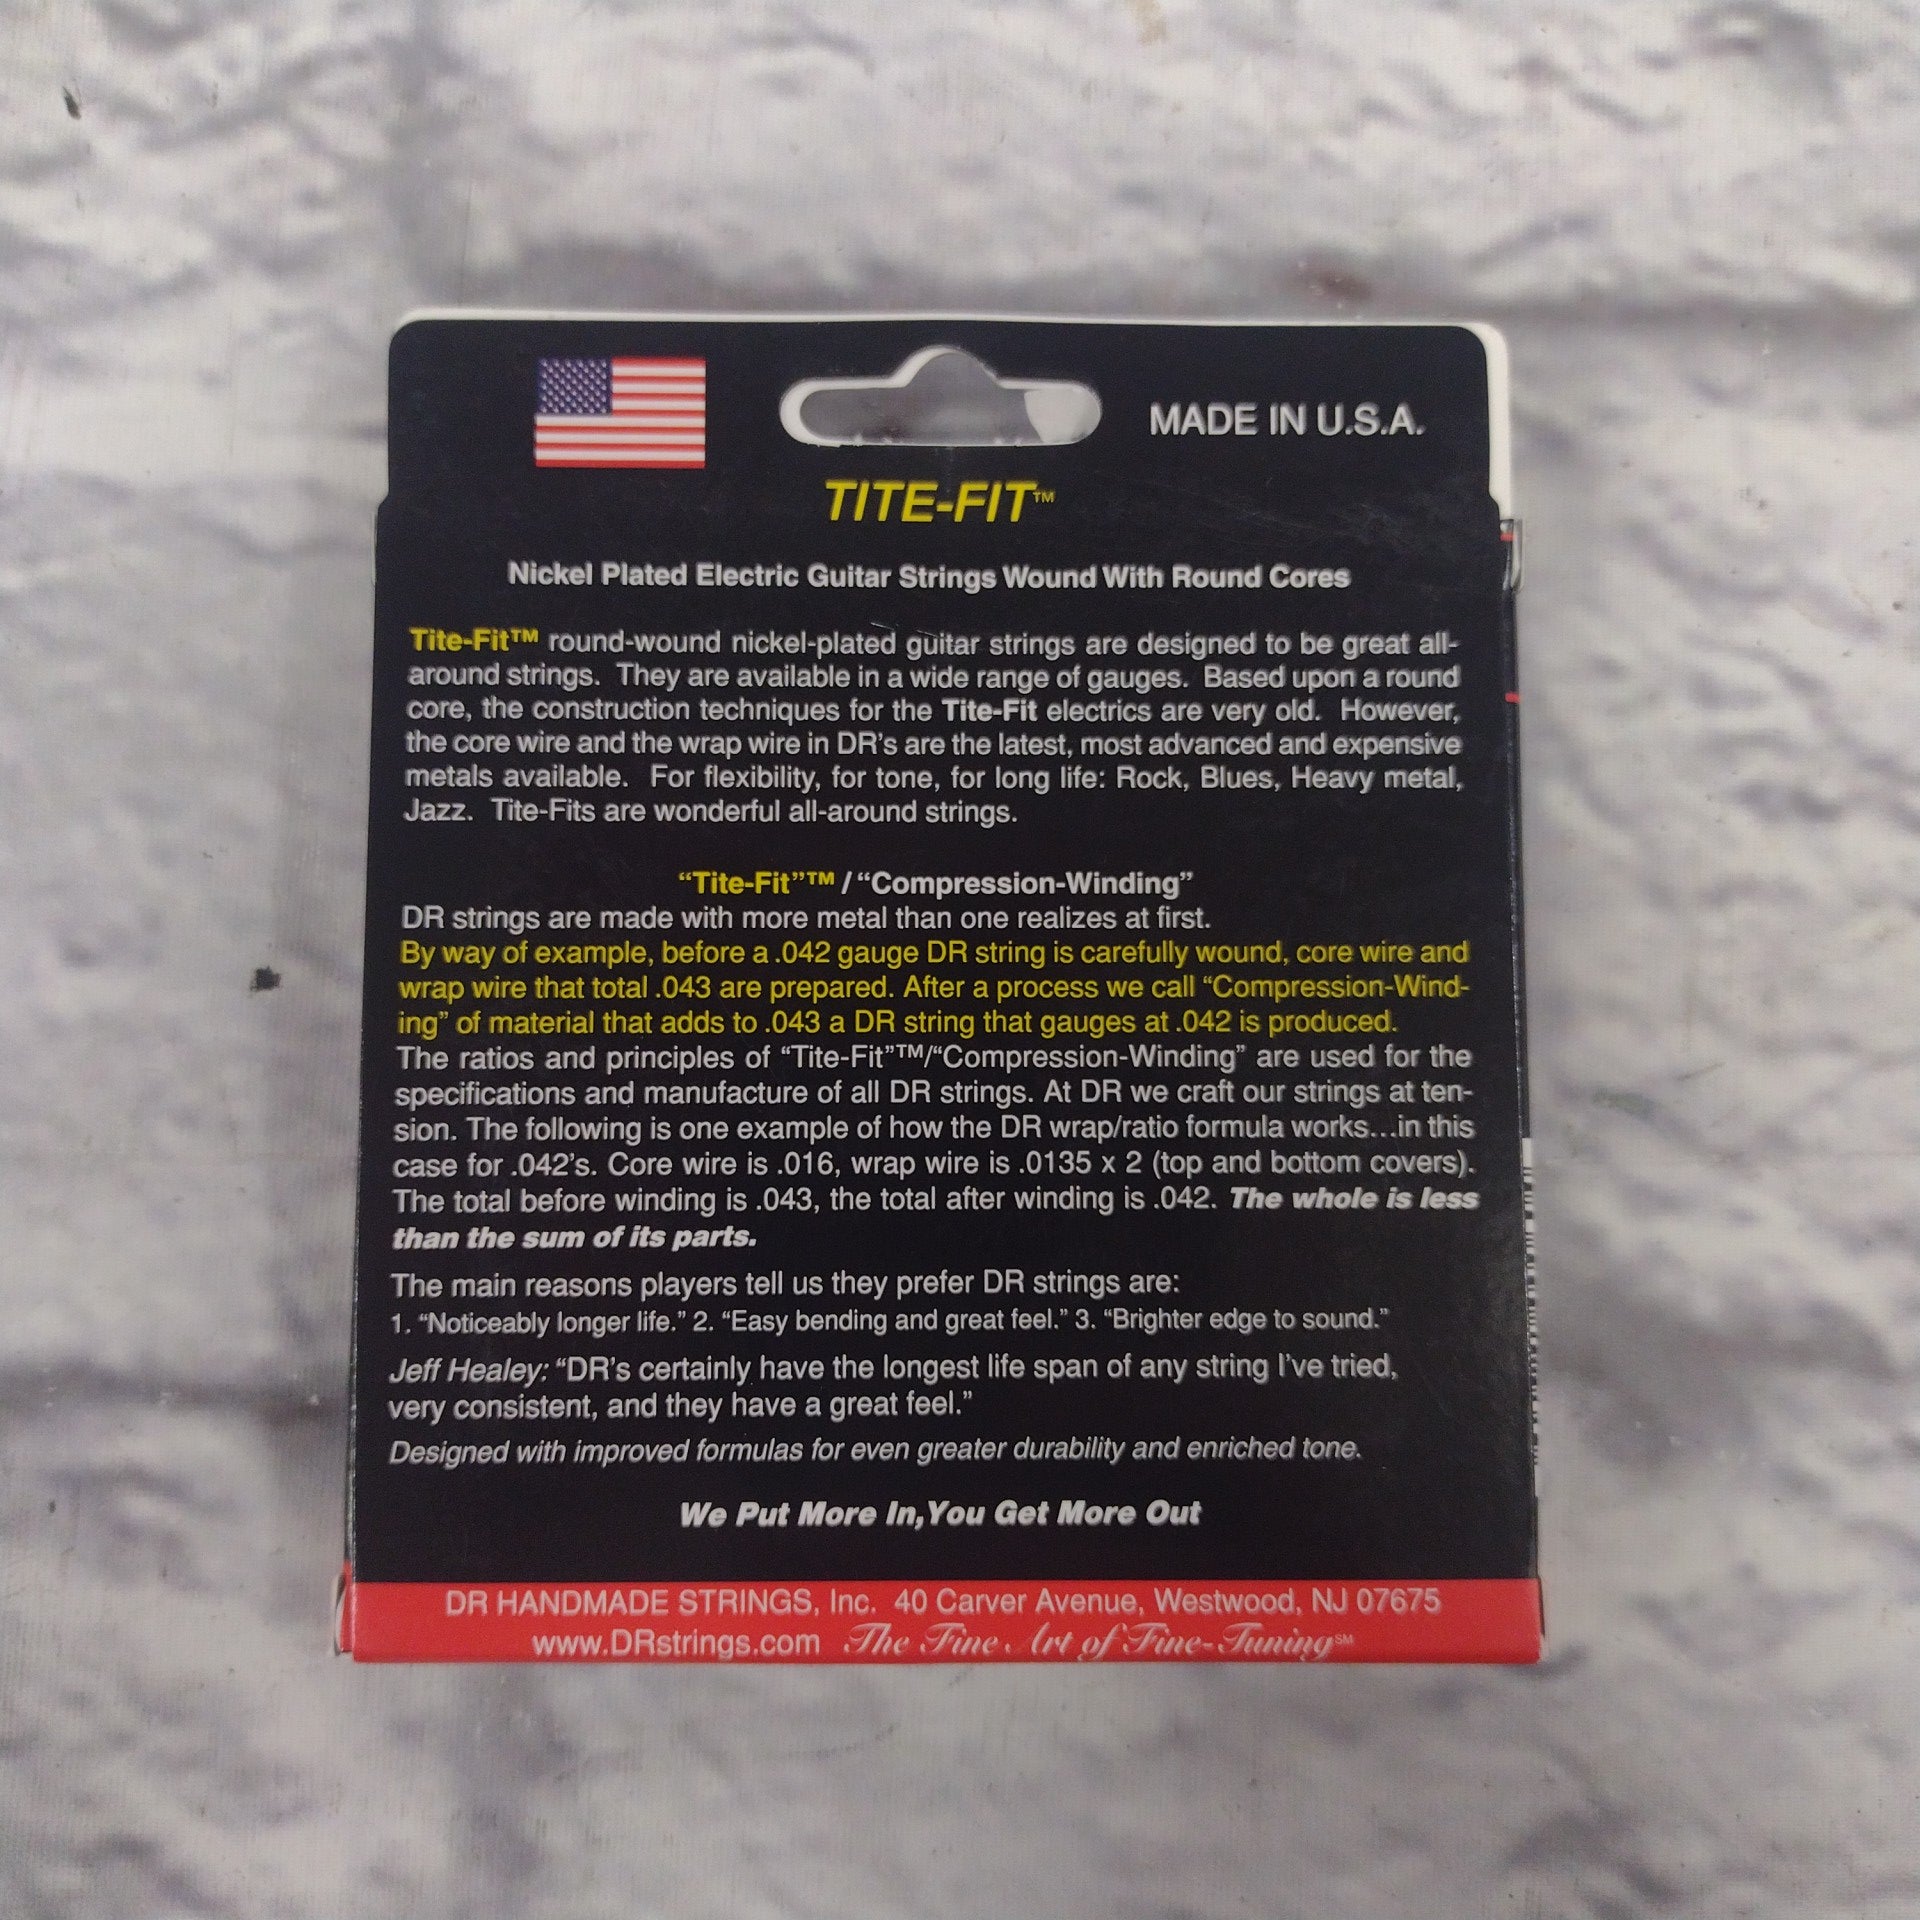 MADE IN U.S.A.
TITE-FIT™
Nickel Plated Electric Guitar Strings Wound With Round Cores
Tite-Fit™ round-wound nickel-plated guitar strings are designed to be great all-
around strings. They are available in a wide range of gauges. Based upon a round
core, the construction techniques for the Tite-Fit electrics are very old. However,
the core wire and the wrap wire in DR's are the latest, most advanced and expensive
metals available. For flexibility, for tone, for long life: Rock, Blues, Heavy metal,
Jazz. Tite-Fits are wonderful all-around strings.
“Tite-Fit”™ / “Compression-Winding”
DR strings are made with more metal than one realizes at first.
By way of example, before a .042 gauge DR string is carefully wound, core wire and
wrap wire that total .043 are prepared. After a process we call “Compression-Wind-
ing” of material that adds to .043 a DR string that gauges at .042 is produced.
The ratios and principles of “Tite-Fit”™/“Compression-Winding” are used for the
specifications and manufacture of all DR strings. At DR we craft our strings at ten-
sion. The following is one example of how the DR wrap/ratio formula works...in this
case for .042’s. Core wire is .016, wrap wire is .0135 x 2 (top and bottom covers).
The total before winding is .043, the total after winding is .042. The whole is less
than the sum of its parts.
The main reasons players tell us they prefer DR strings are:
1. “Noticeably longer life.” 2. “Easy bending and great feel.” 3. “Brighter edge to sound.”
Jeff Healey: “DR’s certainly have the longest life span of any string I’ve tried,
very consistent, and they have a great feel.”
Designed with improved formulas for even greater durability and enriched tone.
We Put More In,You Get More Out
DR HANDMADE STRINGS, Inc. 40 Carver Avenue, Westwood, NJ 07675
www.DRstrings.com The Fine Art of Fine-Tuning℠